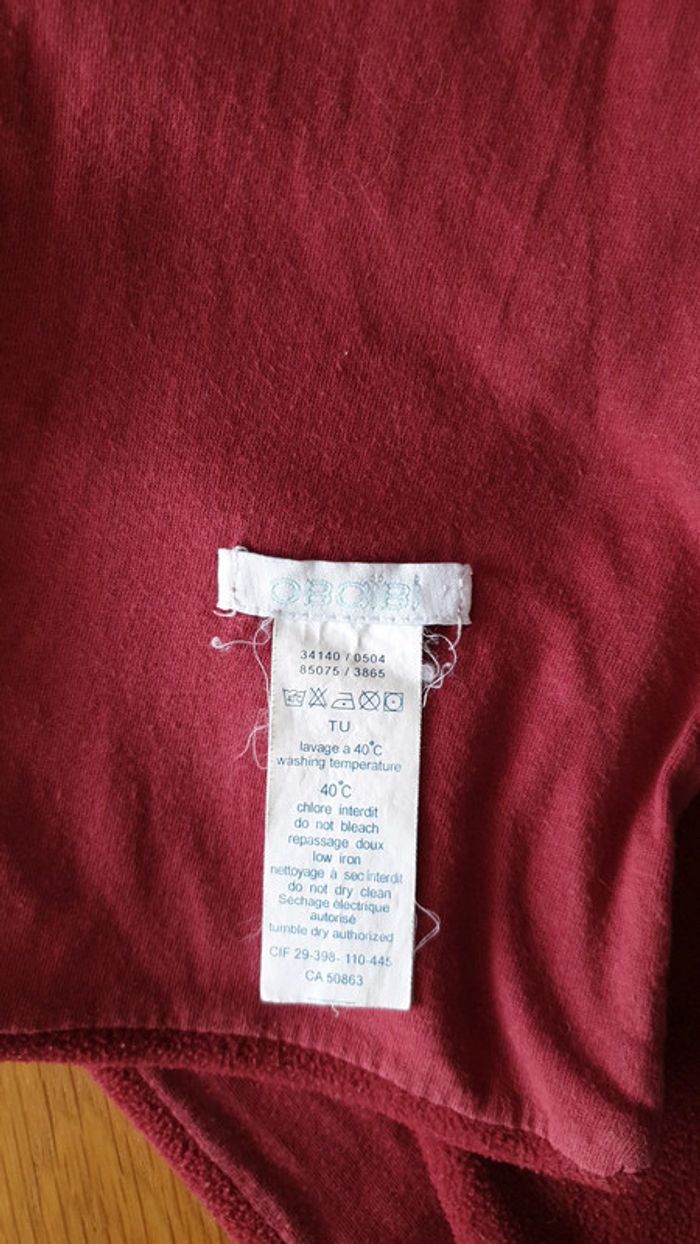 obaïbi
34140 / 0504
85075 / 3865
TU
lavage a 40°C
washing temperature
40°C
chlore interdit
do not bleach
repassage doux
low iron
nettoyage à sec interdit
do not dry clean
Séchage électrique
autorisé
tumble dry authorized
CIF 29-398- 110-445
CA 50863